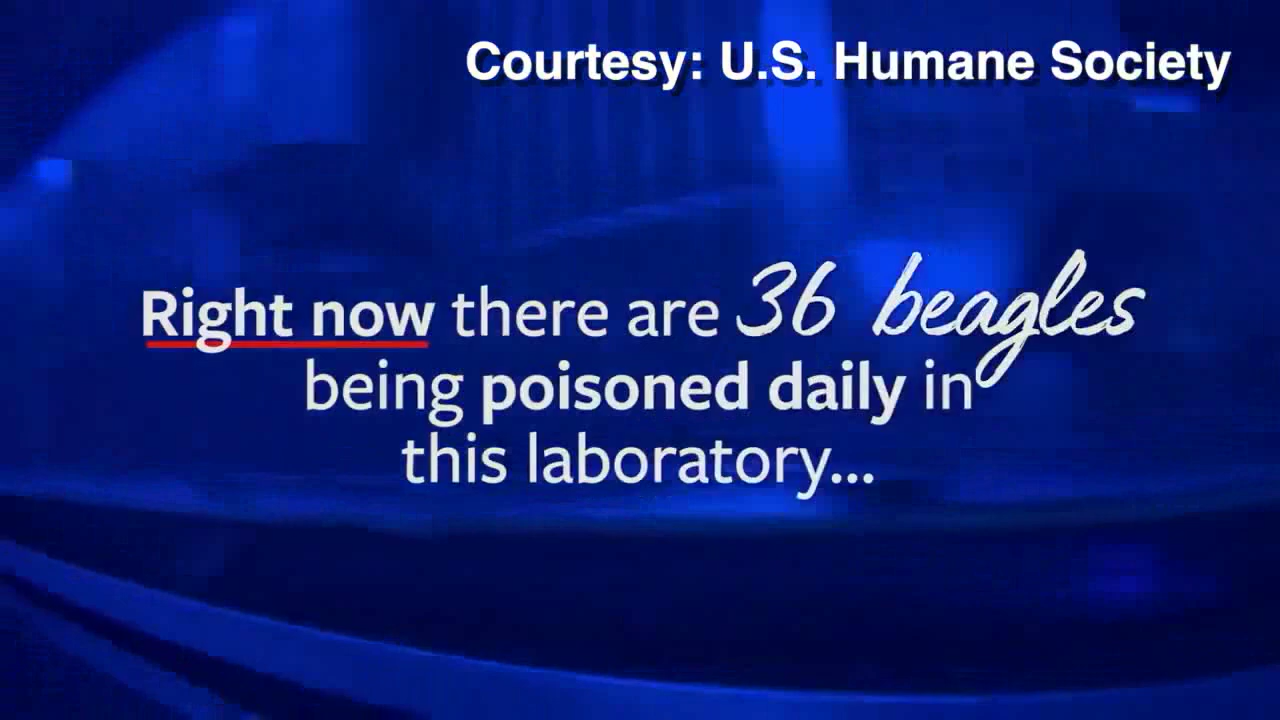 Courtesy: U.S. Humane Society
Right now there are 36 beagles
being poisoned daily in
this laboratory...